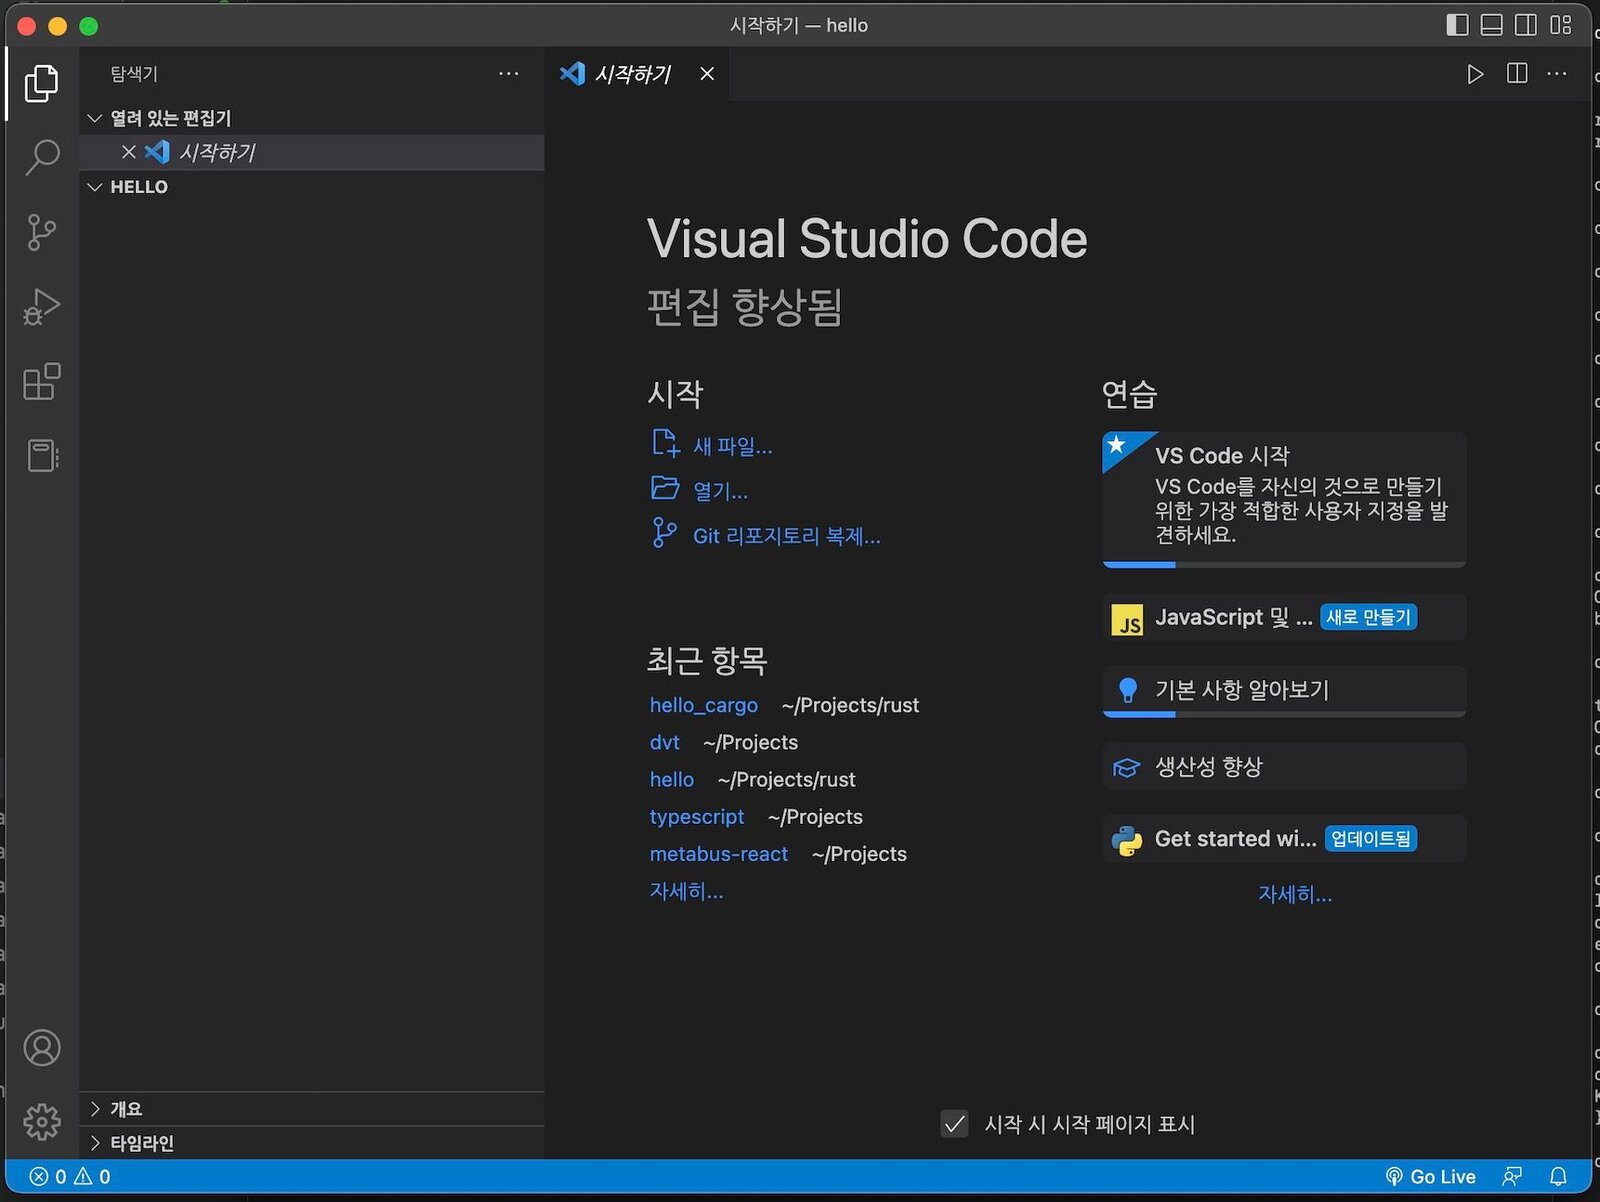 시작하기 — hello
탐색기
열려 있는 편집기
시작하기
HELLO
개요
타임라인
시작하기
Visual Studio Code
편집 향상됨
시작
새 파일...
열기...
Git 리포지토리 복제...
최근 항목
hello_cargo ~/Projects/rust
dvt ~/Projects
hello ~/Projects/rust
typescript ~/Projects
metabus-react ~/Projects
자세히...
연습
VS Code 시작
VS Code를 자신의 것으로 만들기
위한 가장 적합한 사용자 지정을 발
견하세요.
JS JavaScript 및 ... 새로 만들기
기본 사항 알아보기
생산성 향상
Get started wi... 업데이트됨
자세히...
시작 시 시작 페이지 표시
0 0
Go Live